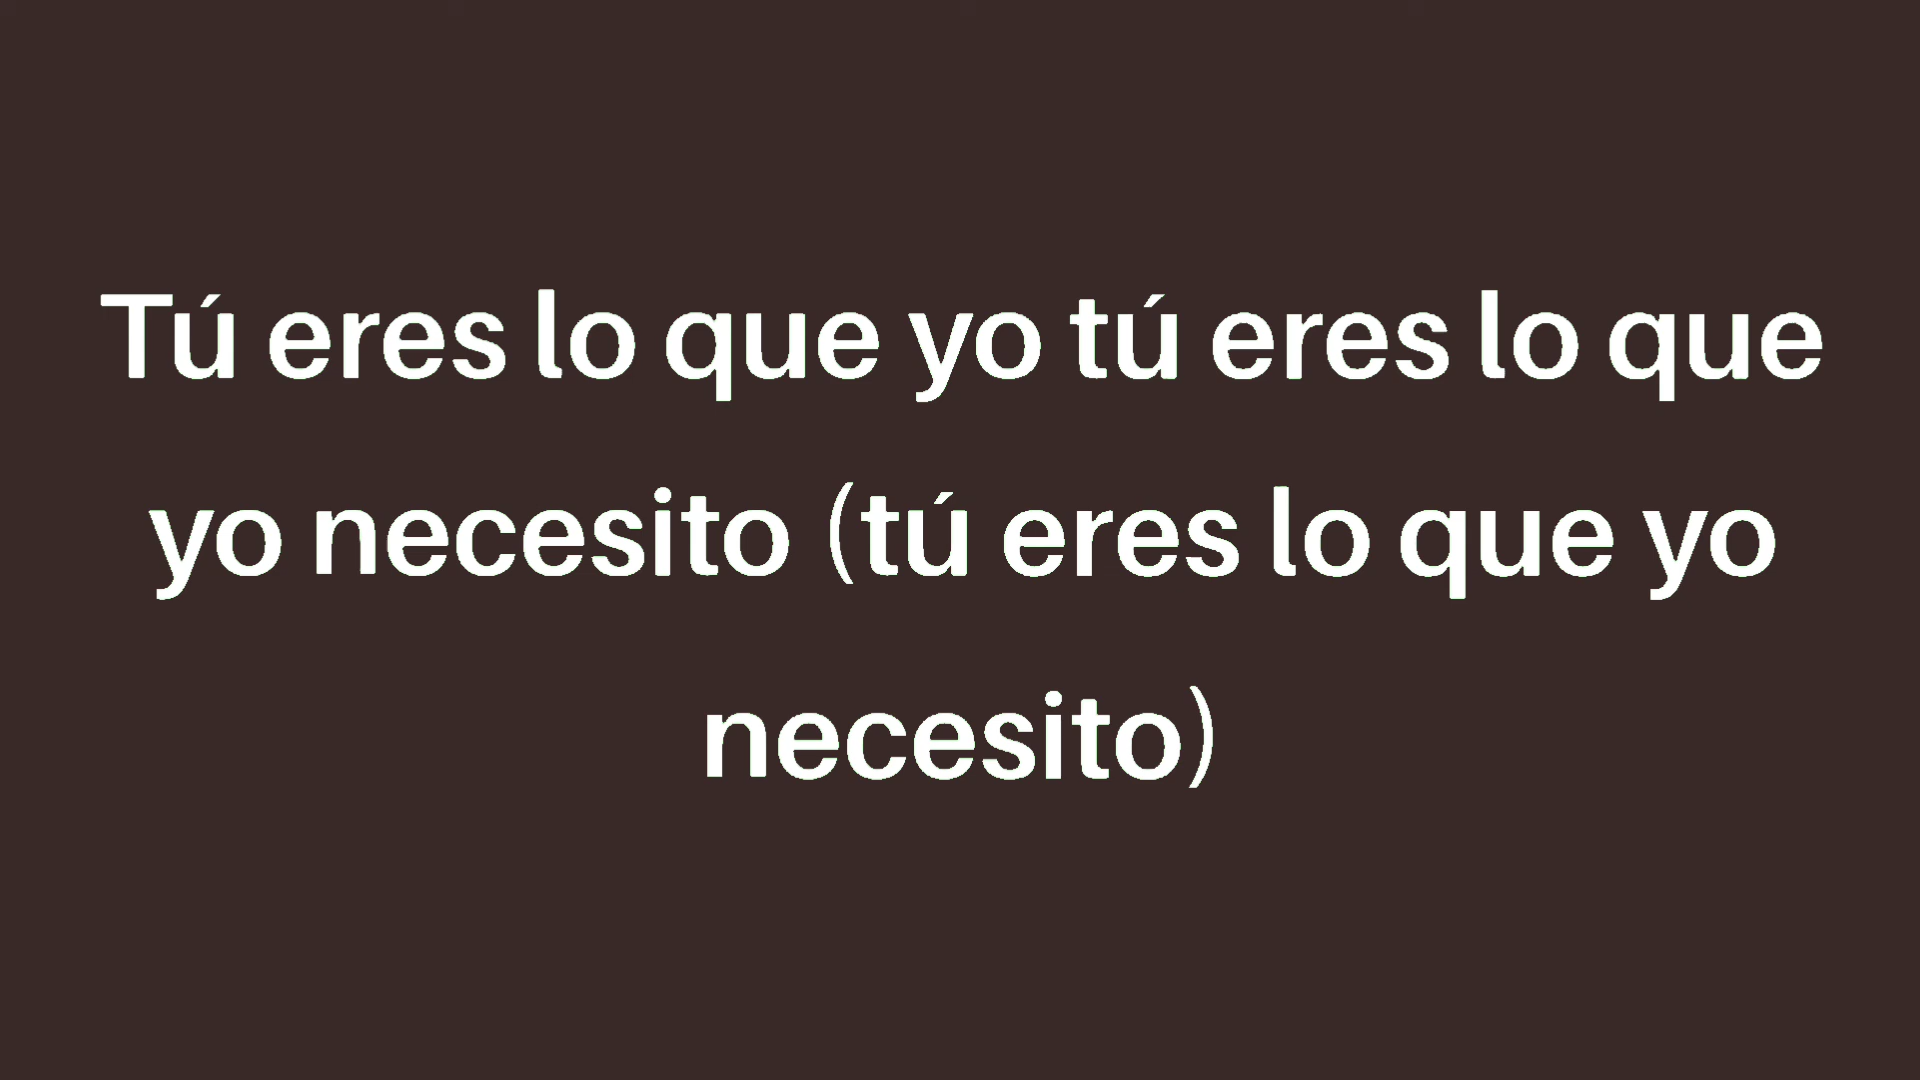 Tú eres lo que yo tú eres lo que
yo necesito (tú eres lo que yo
necesito)